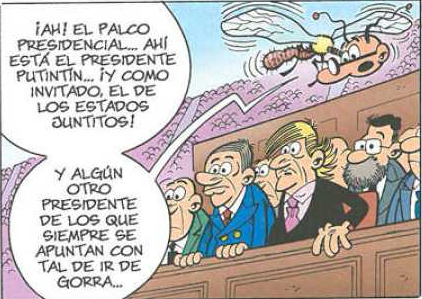 ¡AH! EL PALCO
PRESIDENCIAL... AHÍ
ESTÁ EL PRESIDENTE
PUTINTÍN... ¡Y COMO
INVITADO, EL DE
LOS ESTADOS
JUNTITOS!
Y ALGÚN
OTRO
PRESIDENTE
DE LOS QUE
SIEMPRE SE
APUNTAN CON
TAL DE IR DE
GORRA...